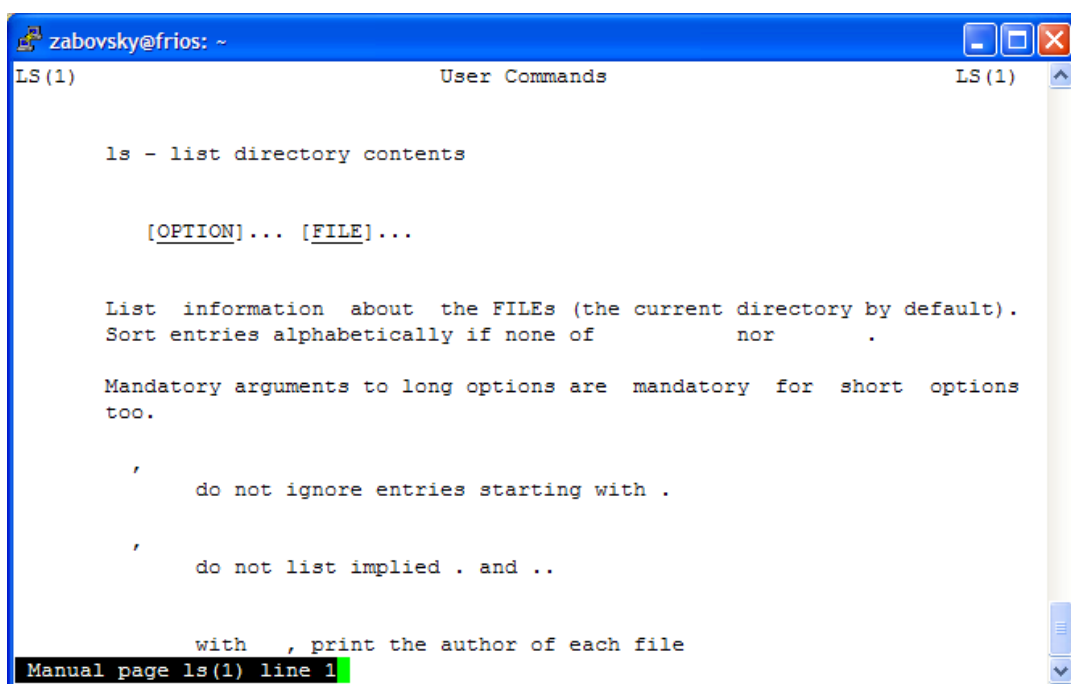 zabovsky@frios: ~
LS(1) User Commands LS(1)
ls - list directory contents
[OPTION]... [FILE]...
List information about the FILEs (the current directory by default).
Sort entries alphabetically if none of nor .
Mandatory arguments to long options are mandatory for short options
too.
,
do not ignore entries starting with .
,
do not list implied . and ..
with , print the author of each file
Manual page ls(1) line 1